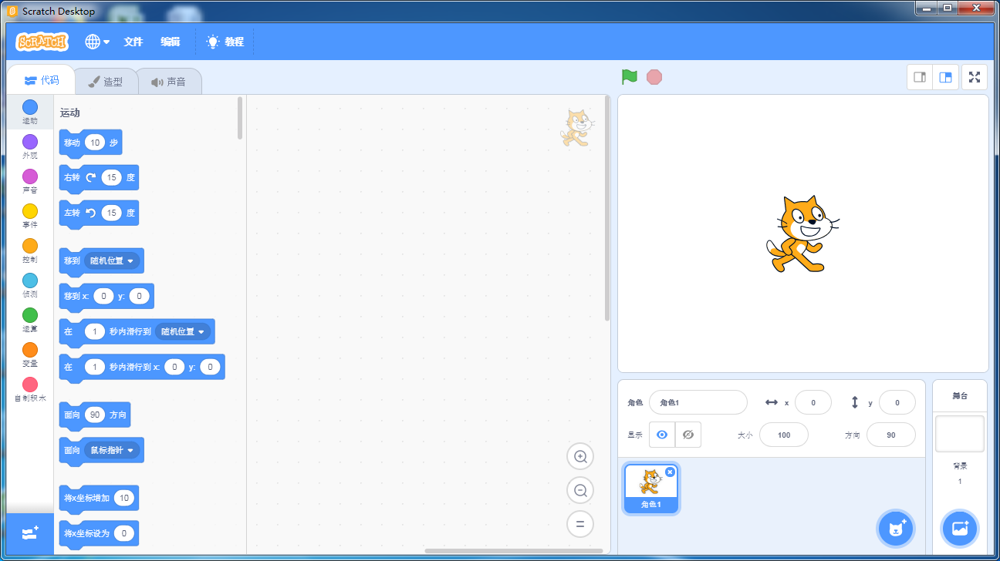 Scratch Desktop
SCRATCH 文件 编辑 教程
代码 造型 声音
运动
外观
声音
事件
控制
侦测
运算
变量
自制积木
运动
移动 10 步
右转 15 度
左转 15 度
移到 随机位置
移到 x: 0 y: 0
在 1 秒内滑行到 随机位置
在 1 秒内滑行到 x: 0 y: 0
面向 90 方向
面向 鼠标指针
将x坐标增加 10
将x坐标设为 0
角色 角色1 x 0 y 0
显示 大小 100 方向 90
角色1
舞台
背景
1